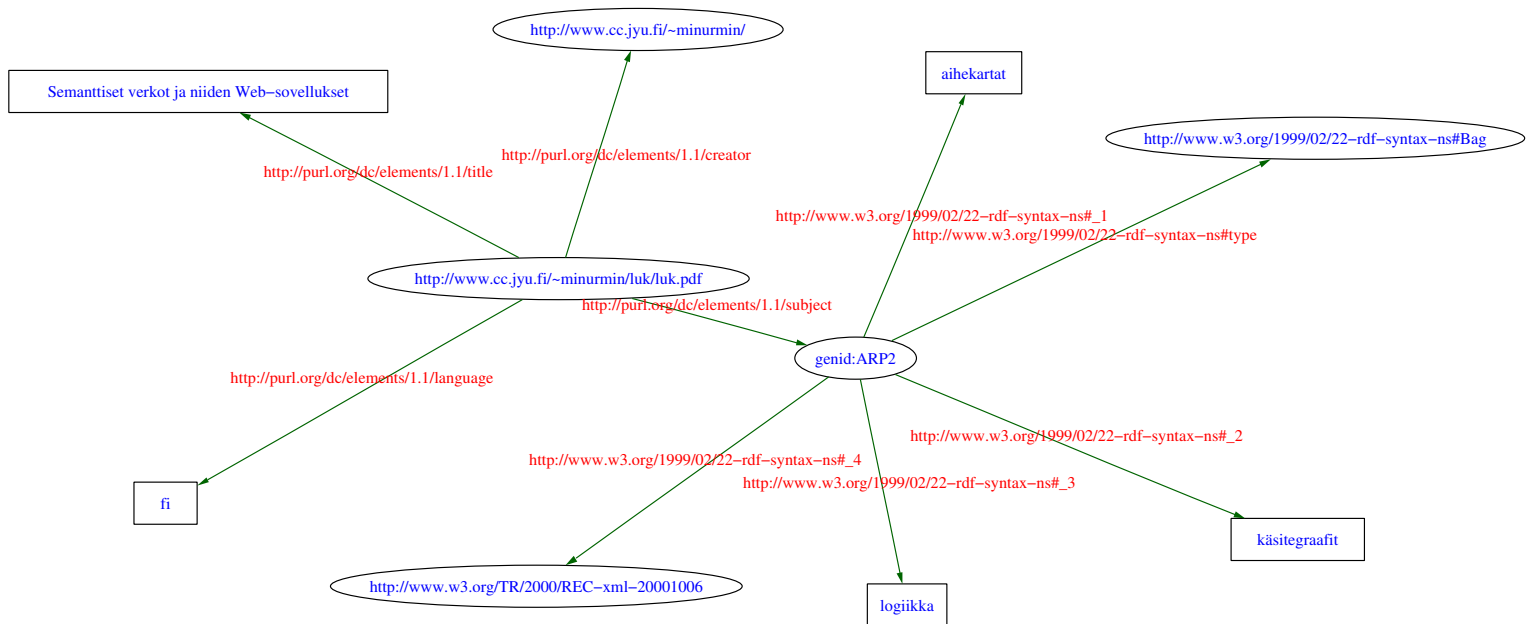 http://www.cc.jyu.fi/~minurmin/
aihekartat
Semanttiset verkot ja niiden Web−sovellukset
http://www.w3.org/1999/02/22−rdf−syntax−ns#Bag
http://purl.org/dc/elements/1.1/creator
http://purl.org/dc/elements/1.1/title
http://www.w3.org/1999/02/22−rdf−syntax−ns#_1
http://www.w3.org/1999/02/22−rdf−syntax−ns#type
http://www.cc.jyu.fi/~minurmin/luk/luk.pdf
http://purl.org/dc/elements/1.1/subject
genid:ARP2
http://purl.org/dc/elements/1.1/language
http://www.w3.org/1999/02/22−rdf−syntax−ns#_2
http://www.w3.org/1999/02/22−rdf−syntax−ns#_4
http://www.w3.org/1999/02/22−rdf−syntax−ns#_3
fi
käsitegraafit
http://www.w3.org/TR/2000/REC−xml−20001006
logiikka